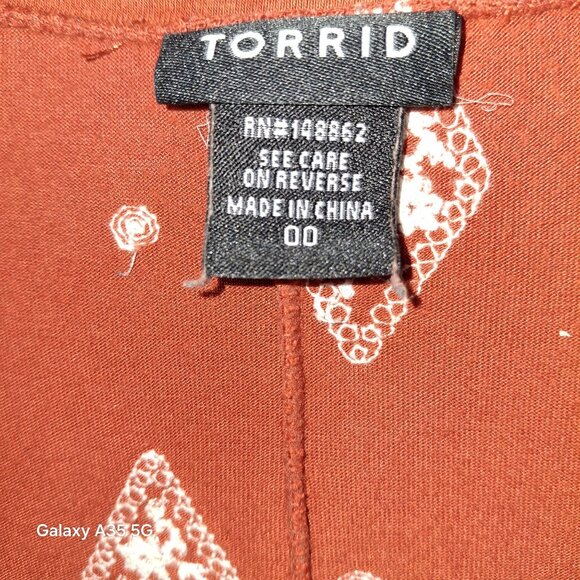 TORRID
RN#148862
SEE CARE
ON REVERSE
MADE IN CHINA
00
Galaxy A35 5G